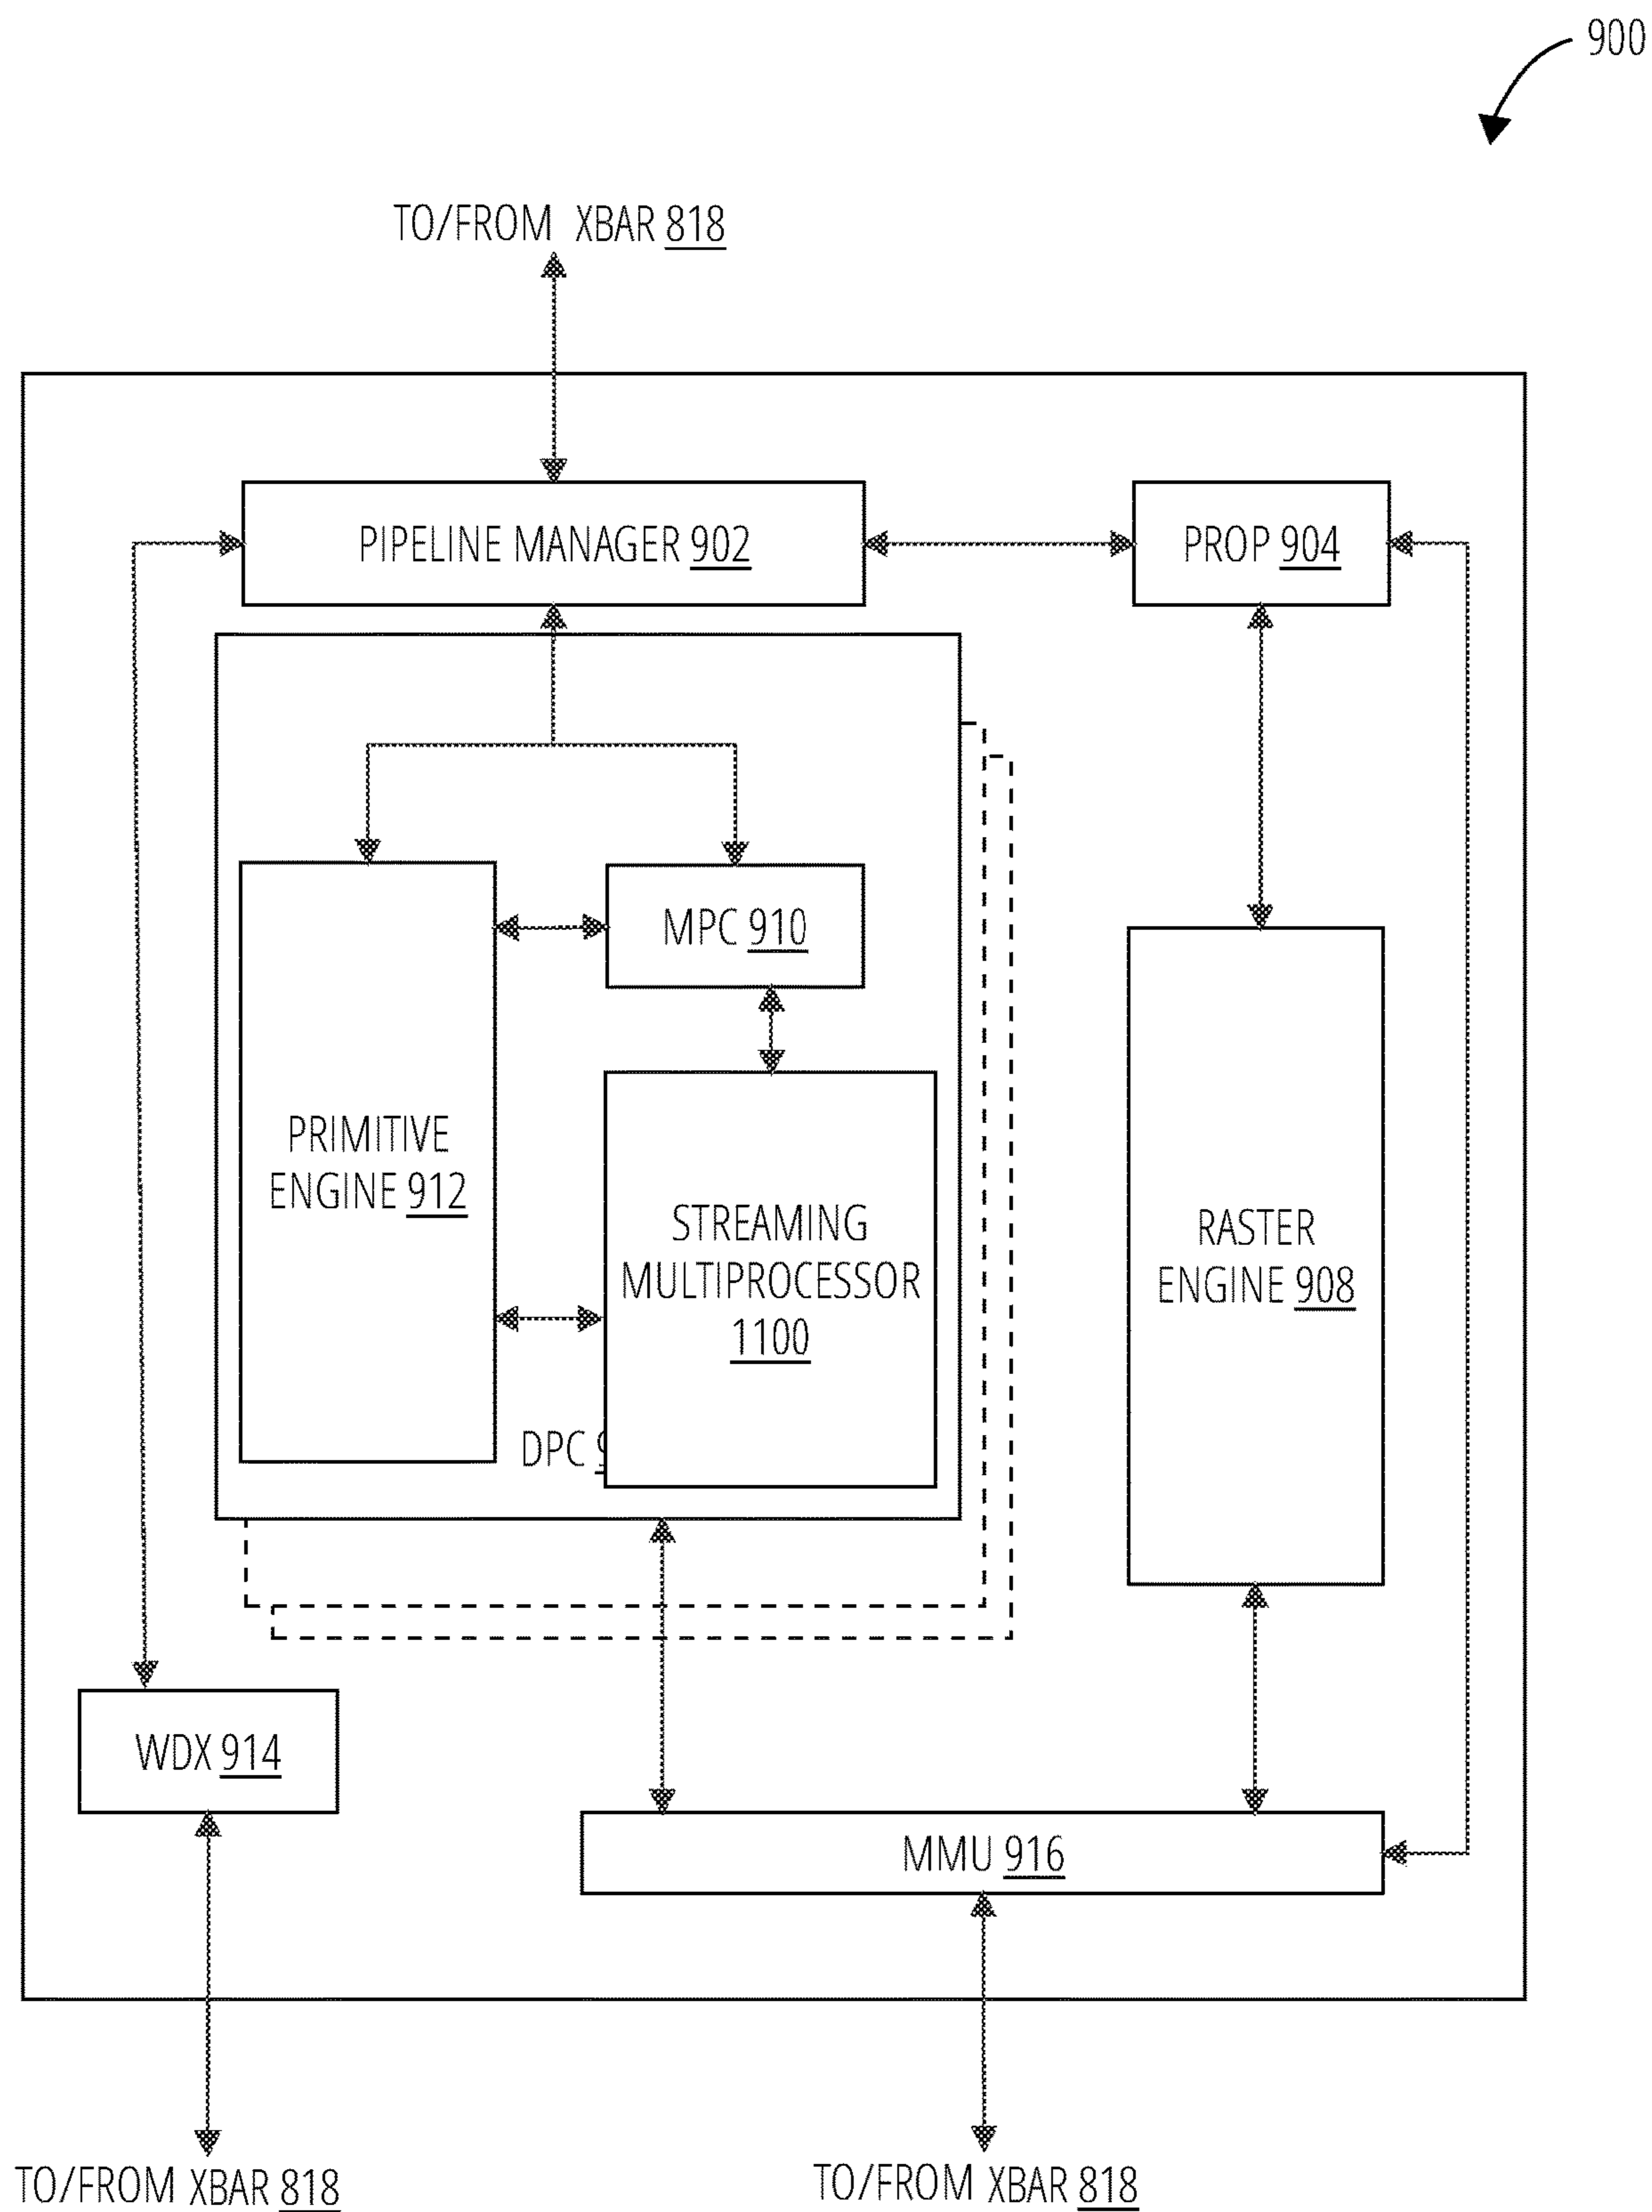 900
TO/FROM XBAR 818
PIPELINE MANAGER 902
PROP 904
MPC 910
PRIMITIVE
ENGINE 912
STREAMING
MULTIPROCESSOR
1100
RASTER
ENGINE 908
DPC
WDX 914
MMU 916
TO/FROM XBAR 818
TO/FROM XBAR 818